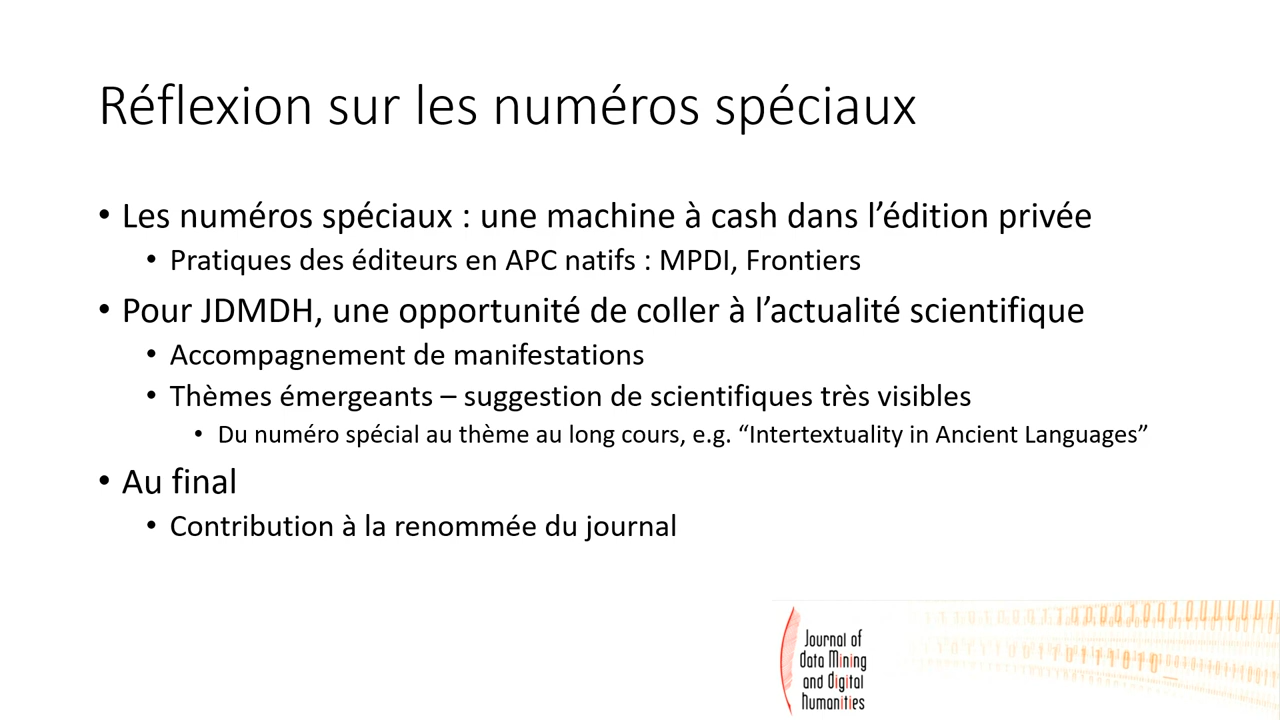 Réflexion sur les numéros spéciaux
• Les numéros spéciaux : une machine à cash dans l’édition privée
• Pratiques des éditeurs en APC natifs : MPDI, Frontiers
• Pour JDMDH, une opportunité de coller à l’actualité scientifique
• Accompagnement de manifestations
• Thèmes émergeants – suggestion de scientifiques très visibles
• Du numéro spécial au thème au long cours, e.g. “Intertextuality in Ancient Languages”
• Au final
• Contribution à la renommée du journal
Journal of
Data Mining
and Digital
Humanities